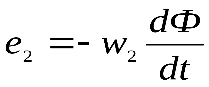 e₂ = - w₂ dΦ/dt